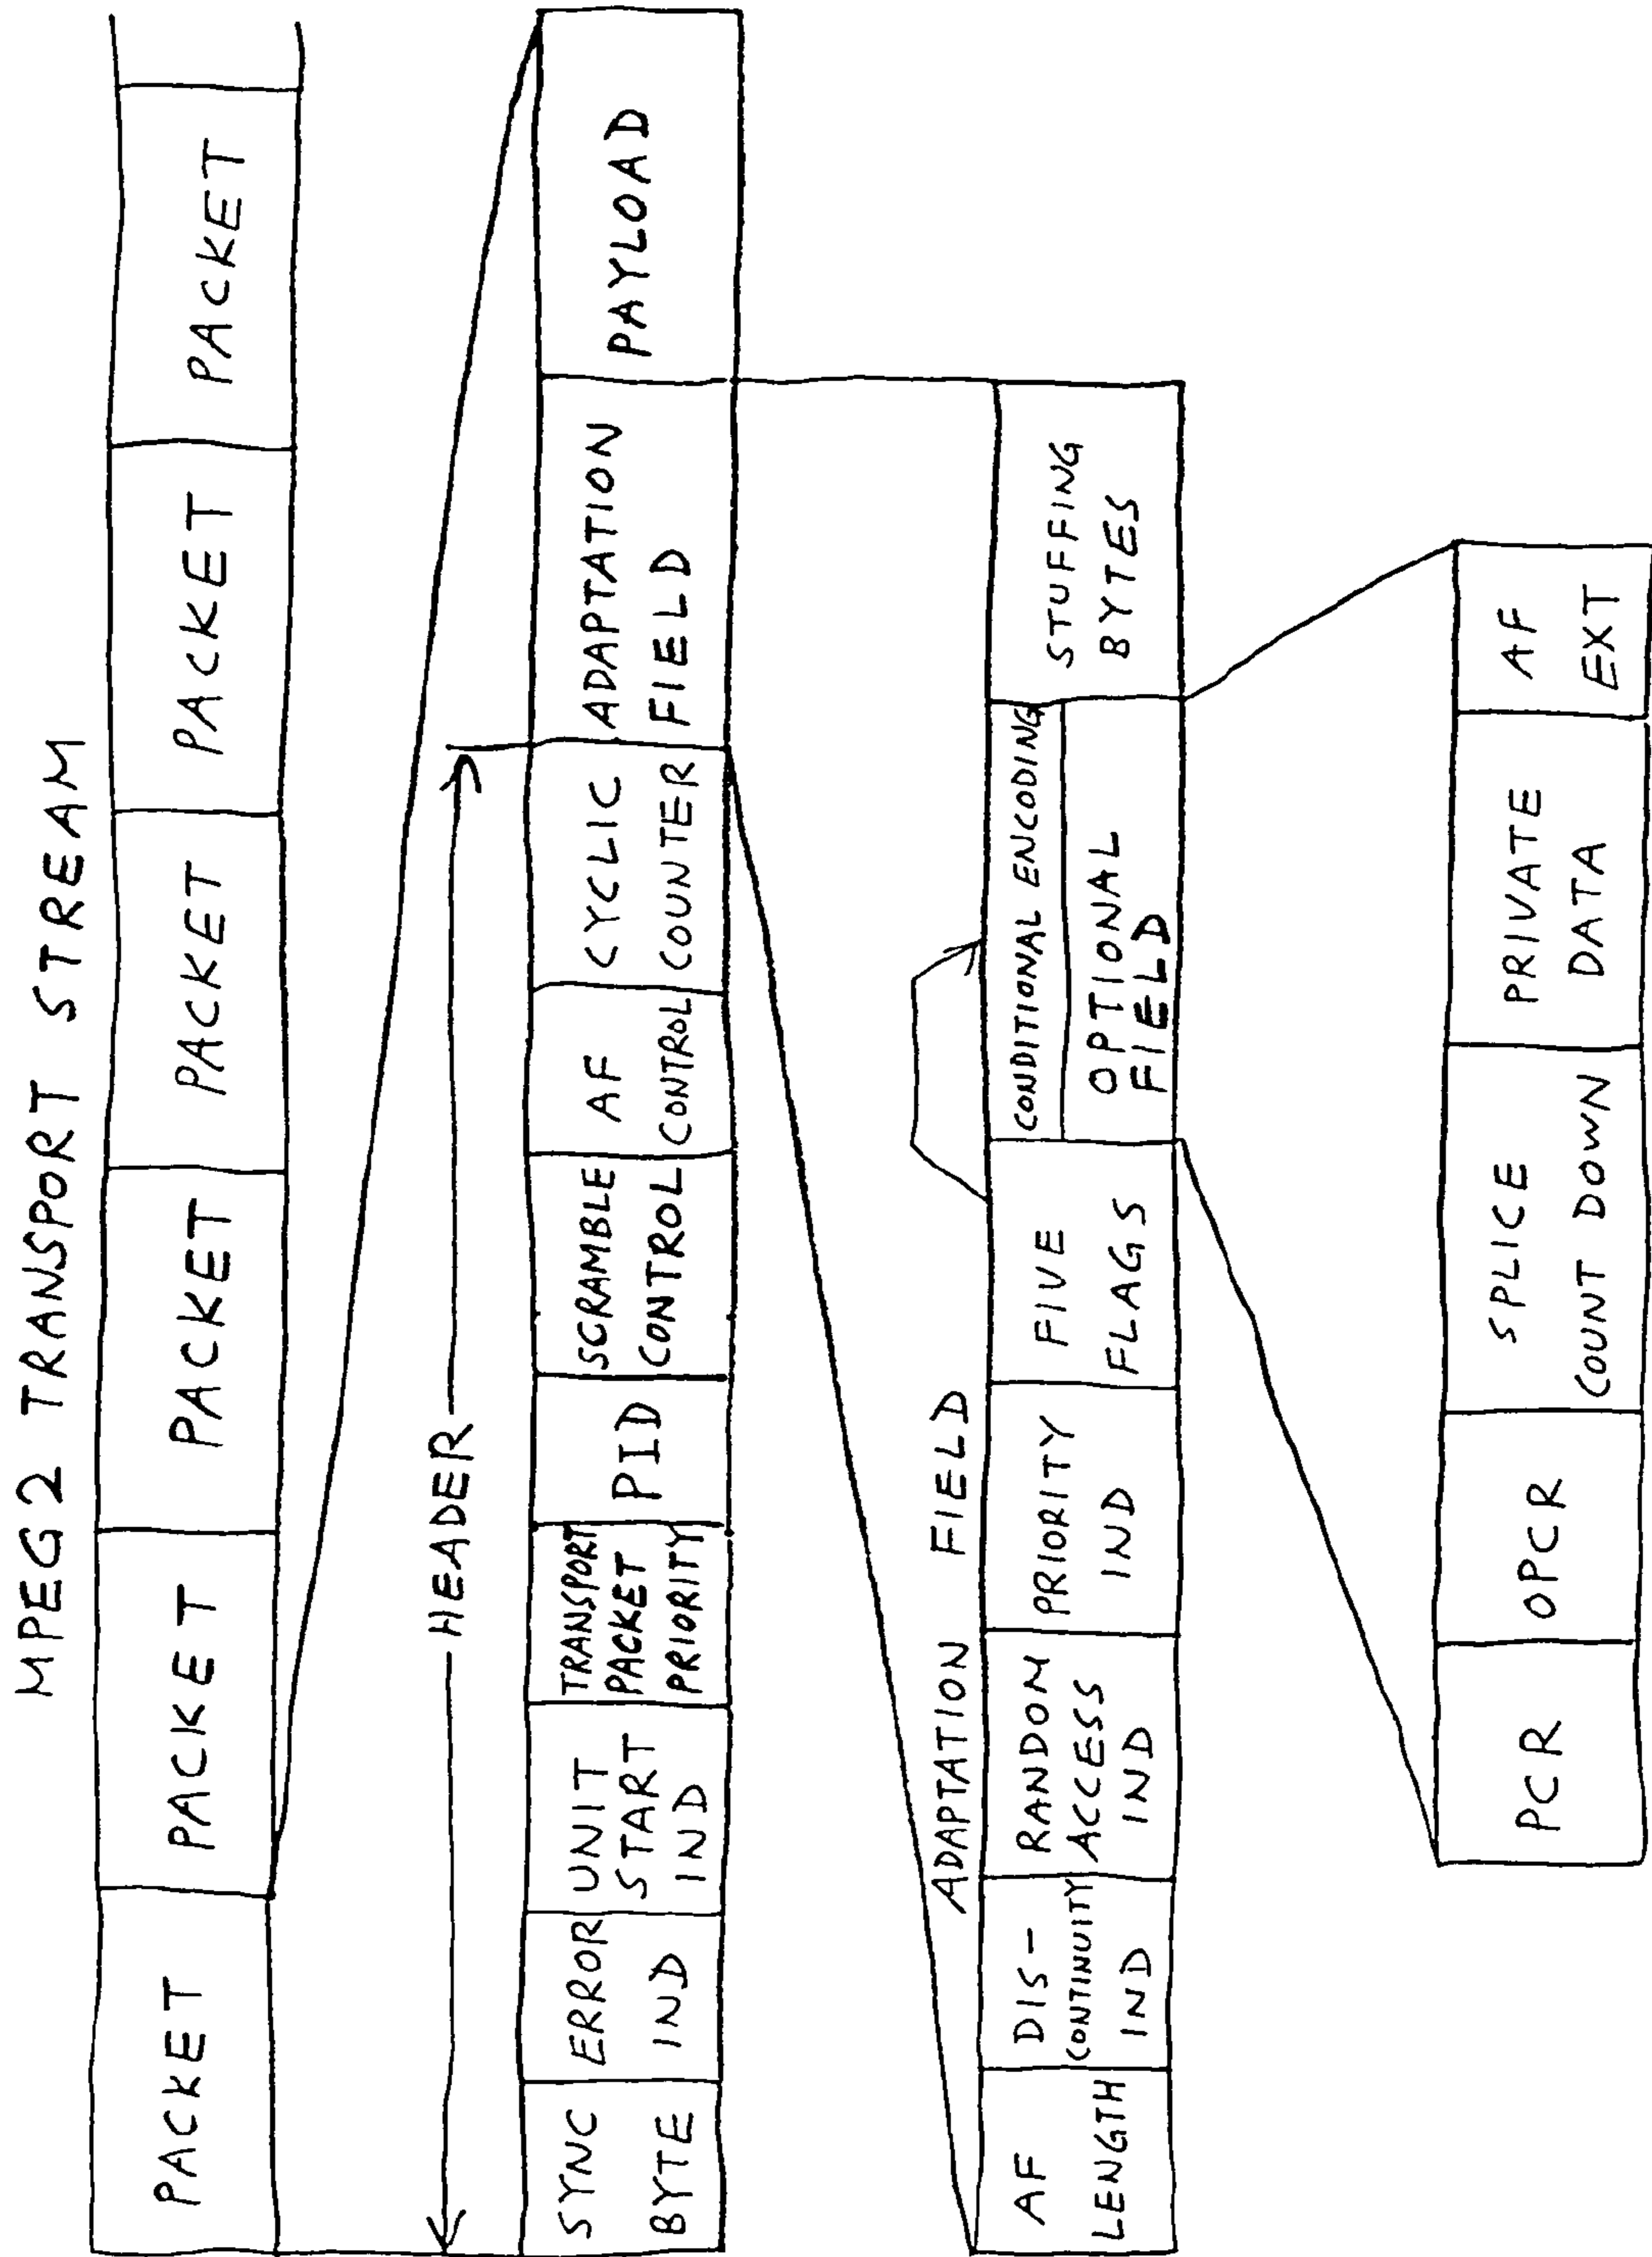 MPEG2 TRANSPORT STREAM
PACKET
PACKET
PACKET
PACKET
PACKET
PACKET
HEADER
SYNC
BYTE
ERROR
IND
UNIT
START
IND
TRANSPORT
PACKET
PRIORITY
PID
SCRAMBLE
CONTROL
AF
CONTROL
CYCLIC
COUNTER
ADAPTATION
FIELD
PAYLOAD
ADAPTATION FIELD
AF
LENGTH
DIS-
CONTINUITY
IND
RANDOM
ACCESS
IND
PRIORITY
IND
FIVE
FLAGS
CONDITIONAL ENCODING
OPTIONAL
FIELD
STUFFING
BYTES
PCR
OPCR
SPLICE
COUNT DOWN
PRIVATE
DATA
AF
EXT